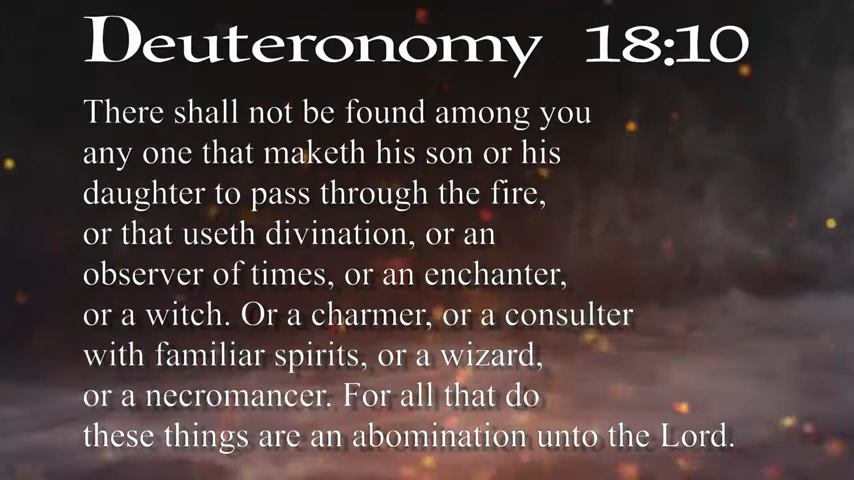 Deuteronomy 18:10
There shall not be found among you
any one that maketh his son or his
daughter to pass through the fire,
or that useth divination, or an
observer of times, or an enchanter,
or a witch. Or a charmer, or a consulter
with familiar spirits, or a wizard,
or a necromancer. For all that do
these things are an abomination unto the Lord.